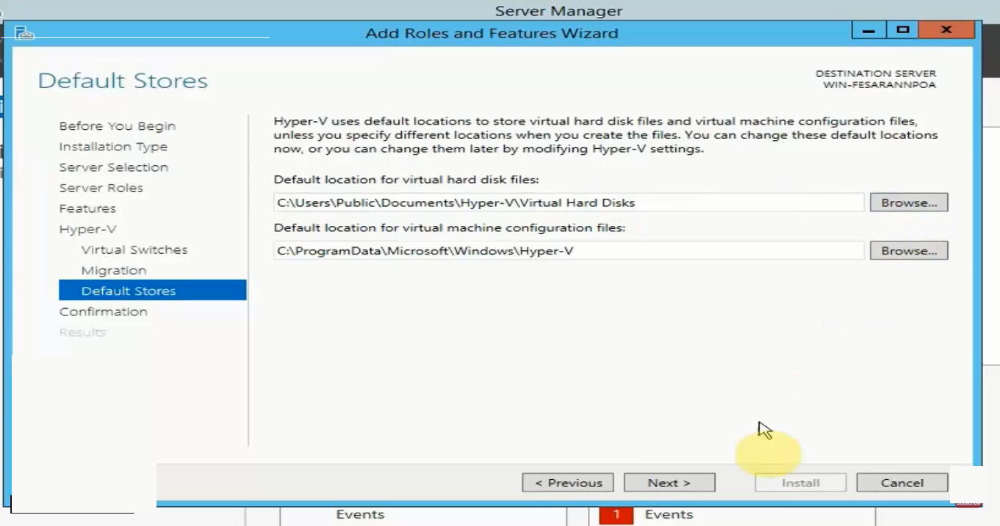 Server Manager
Add Roles and Features Wizard
Default Stores
DESTINATION SERVER
WIN-FESARANNPOA
Before You Begin
Installation Type
Server Selection
Server Roles
Features
Hyper-V
Virtual Switches
Migration
Default Stores
Confirmation
Results
Hyper-V uses default locations to store virtual hard disk files and virtual machine configuration files,
unless you specify different locations when you create the files. You can change these default locations
now, or you can change them later by modifying Hyper-V settings.
Default location for virtual hard disk files:
C:\Users\Public\Documents\Hyper-V\Virtual Hard Disks
Browse...
Default location for virtual machine configuration files:
C:\ProgramData\Microsoft\Windows\Hyper-V
Browse...
< Previous
Next >
Install
Cancel
Events
1
Events